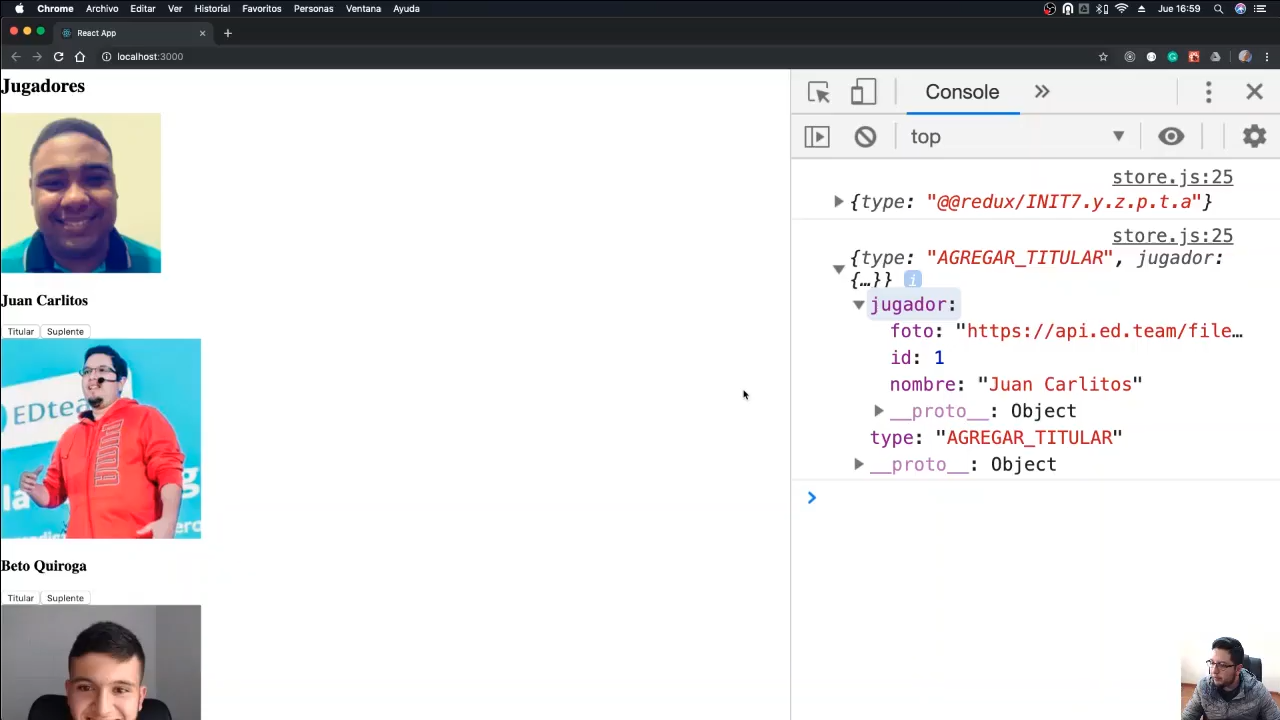 Chrome Archivo Editar Ver Historial Favoritos Personas Ventana Ayuda Jue 16:59
React App
localhost:3000
Jugadores
Juan Carlitos
Titular Suplente
EDtea
Beto Quiroga
Titular Suplente
Console
top
store.js:25
{type: "@@redux/INIT7.y.z.p.t.a"}
store.js:25
{type: "AGREGAR_TITULAR", jugador:
{…}} i
jugador:
foto: "https://api.ed.team/file…
id: 1
nombre: "Juan Carlitos"
__proto__: Object
type: "AGREGAR_TITULAR"
__proto__: Object